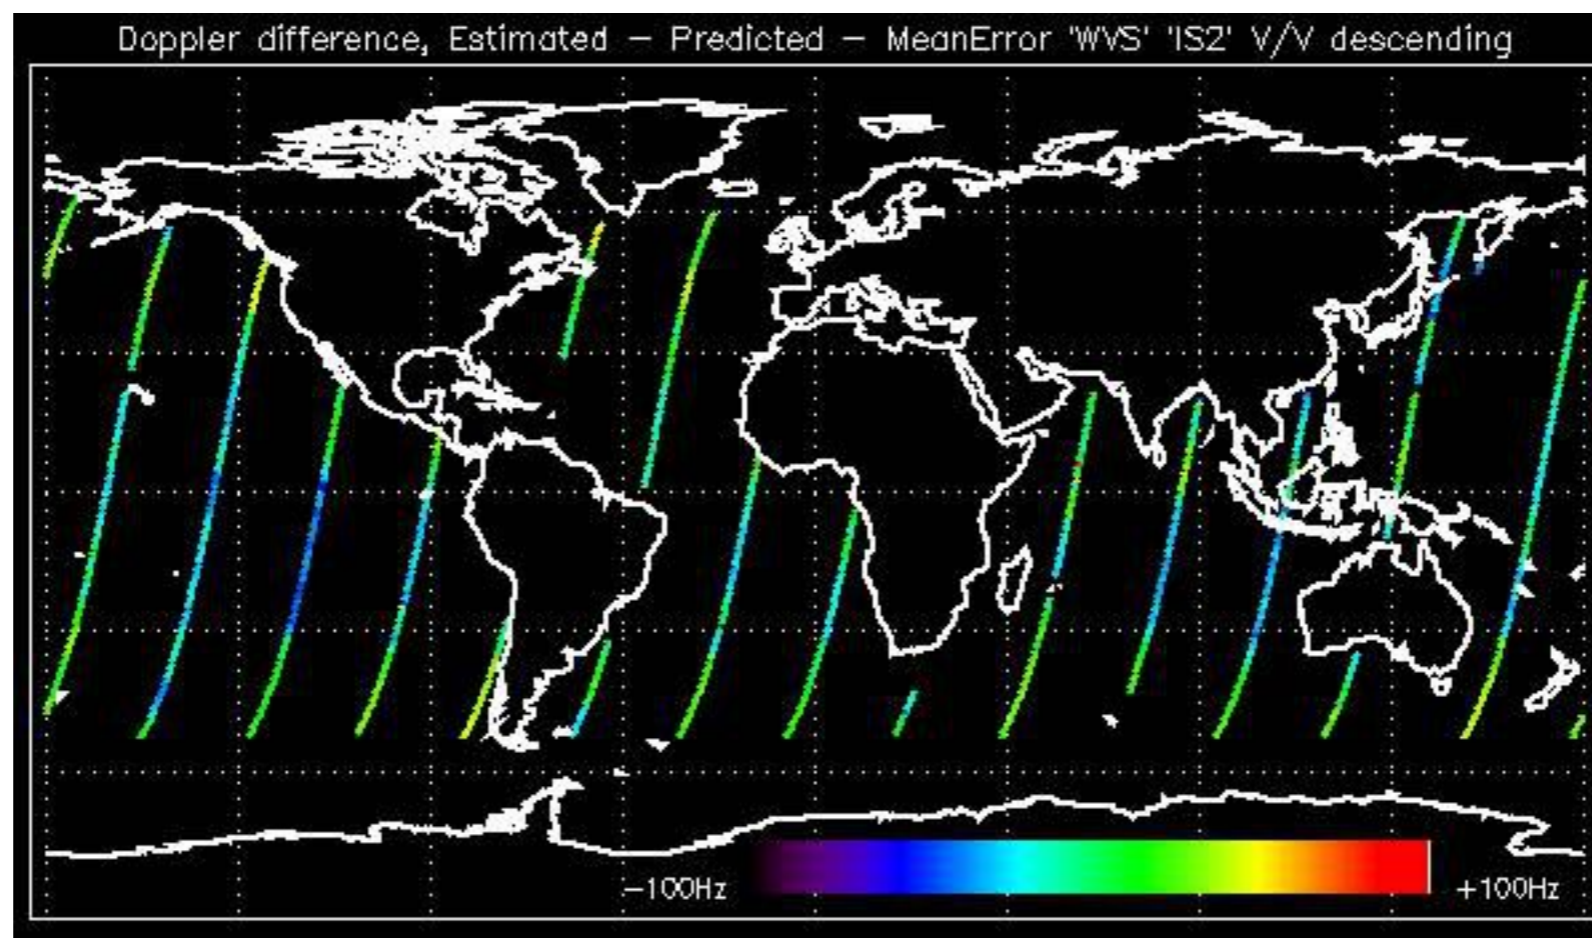 Doppler difference, Estimated – Predicted – MeanError 'WVS' 'IS2' V/V descending
–100Hz +100Hz